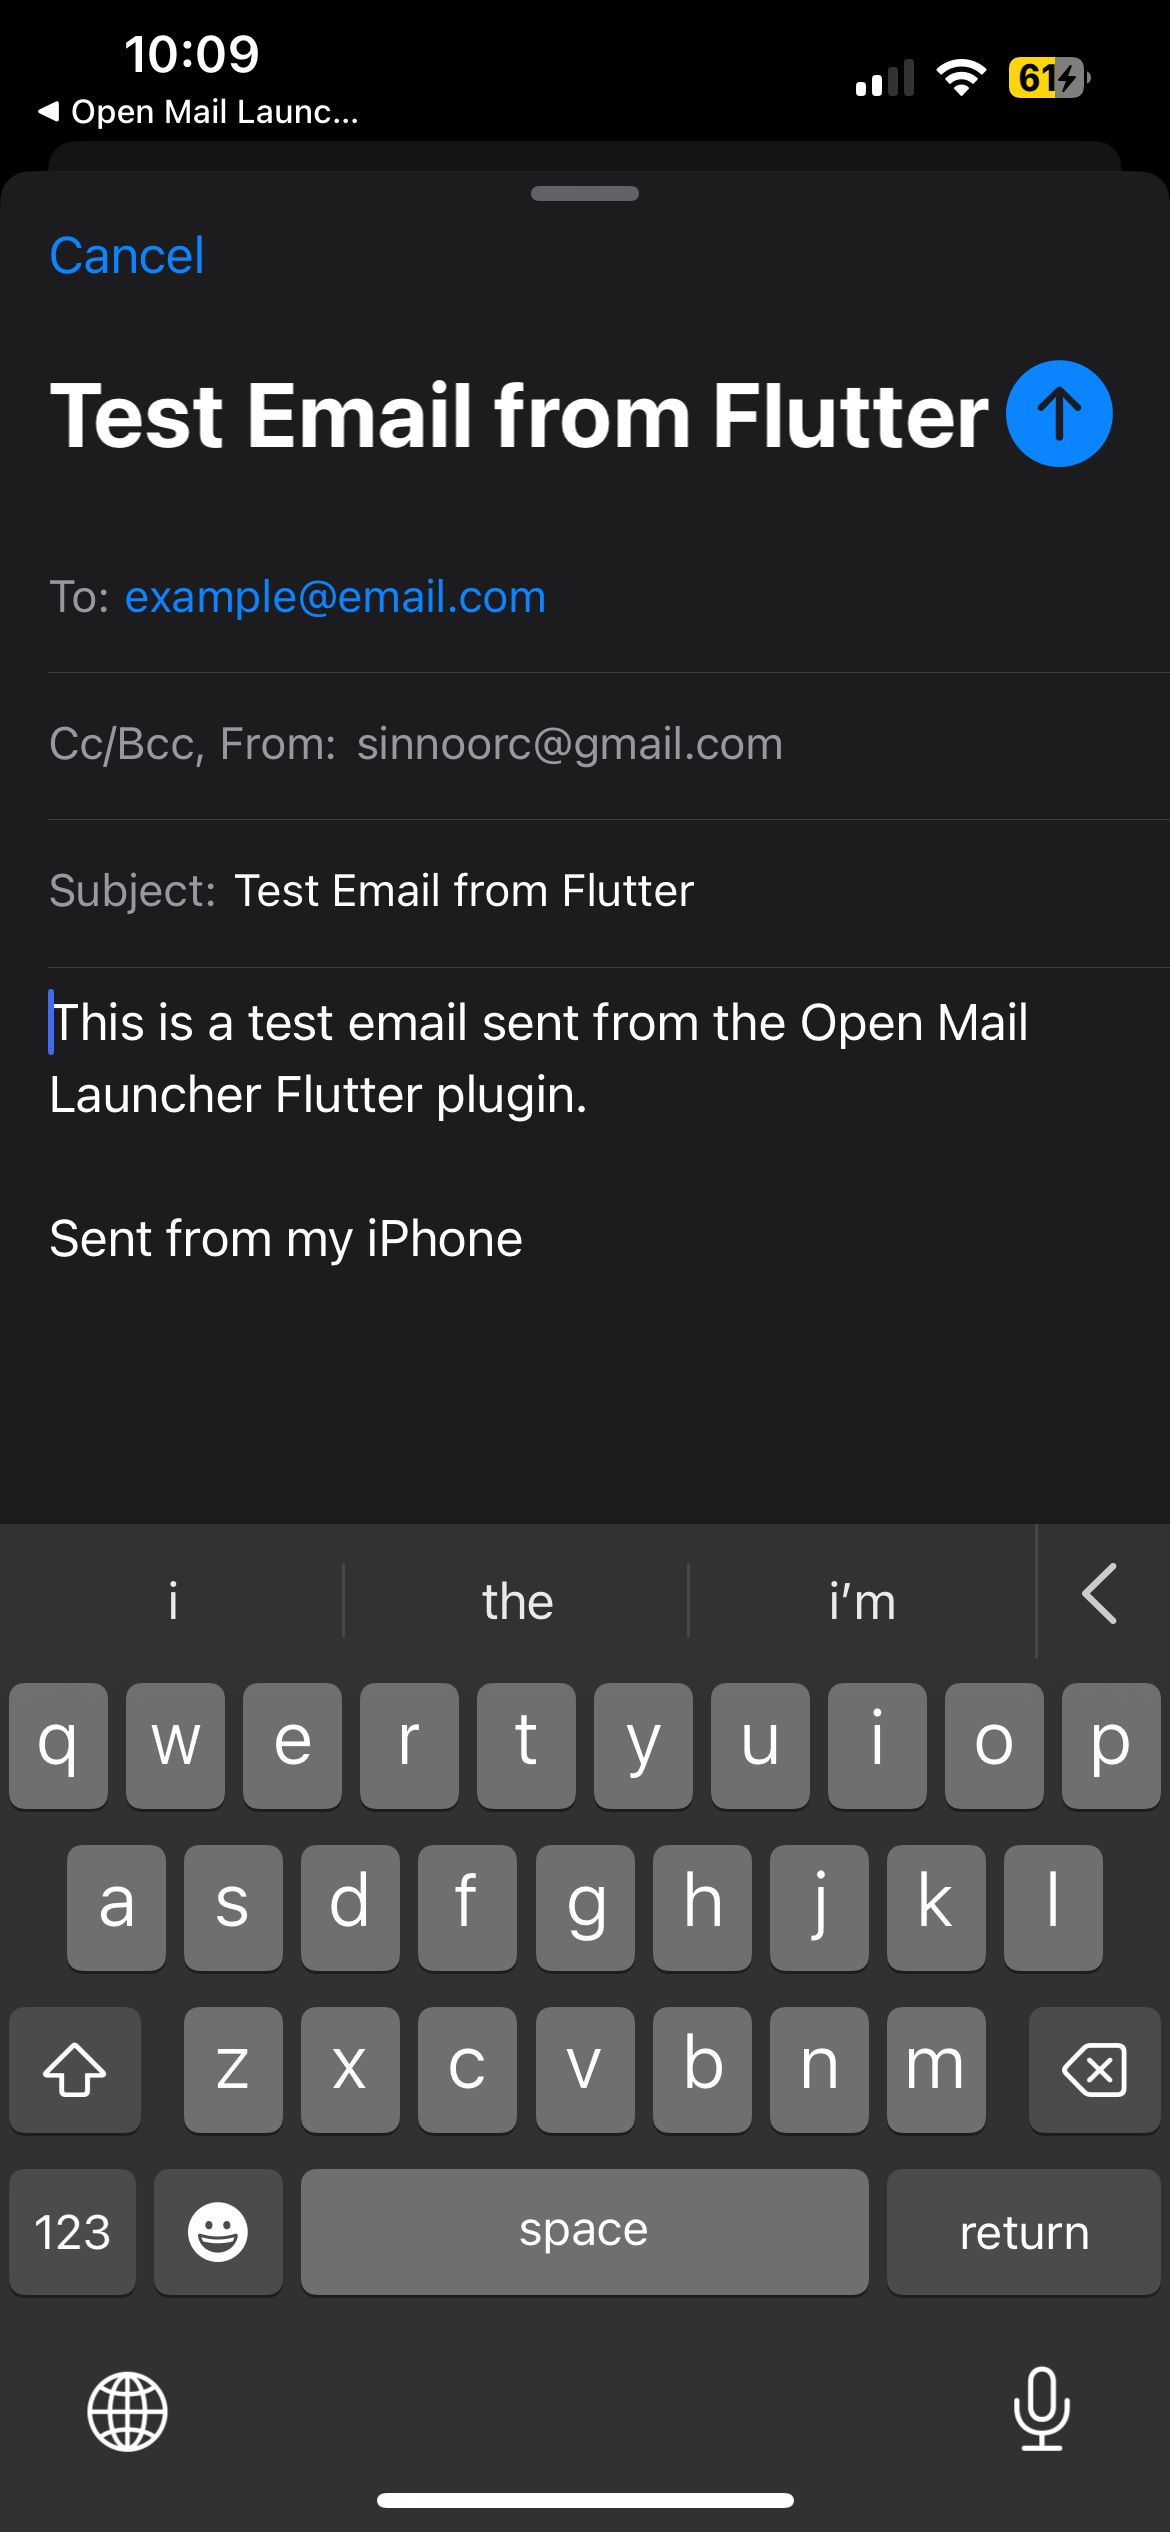 10:09
61
◀ Open Mail Launc...
Cancel
Test Email from Flutter
To: example@email.com
Cc/Bcc, From: sinnoorc@gmail.com
Subject: Test Email from Flutter
This is a test email sent from the Open Mail
Launcher Flutter plugin.
Sent from my iPhone
i the i’m
q w e r t y u i o p
a s d f g h j k l
z x c v b n m
123 space return